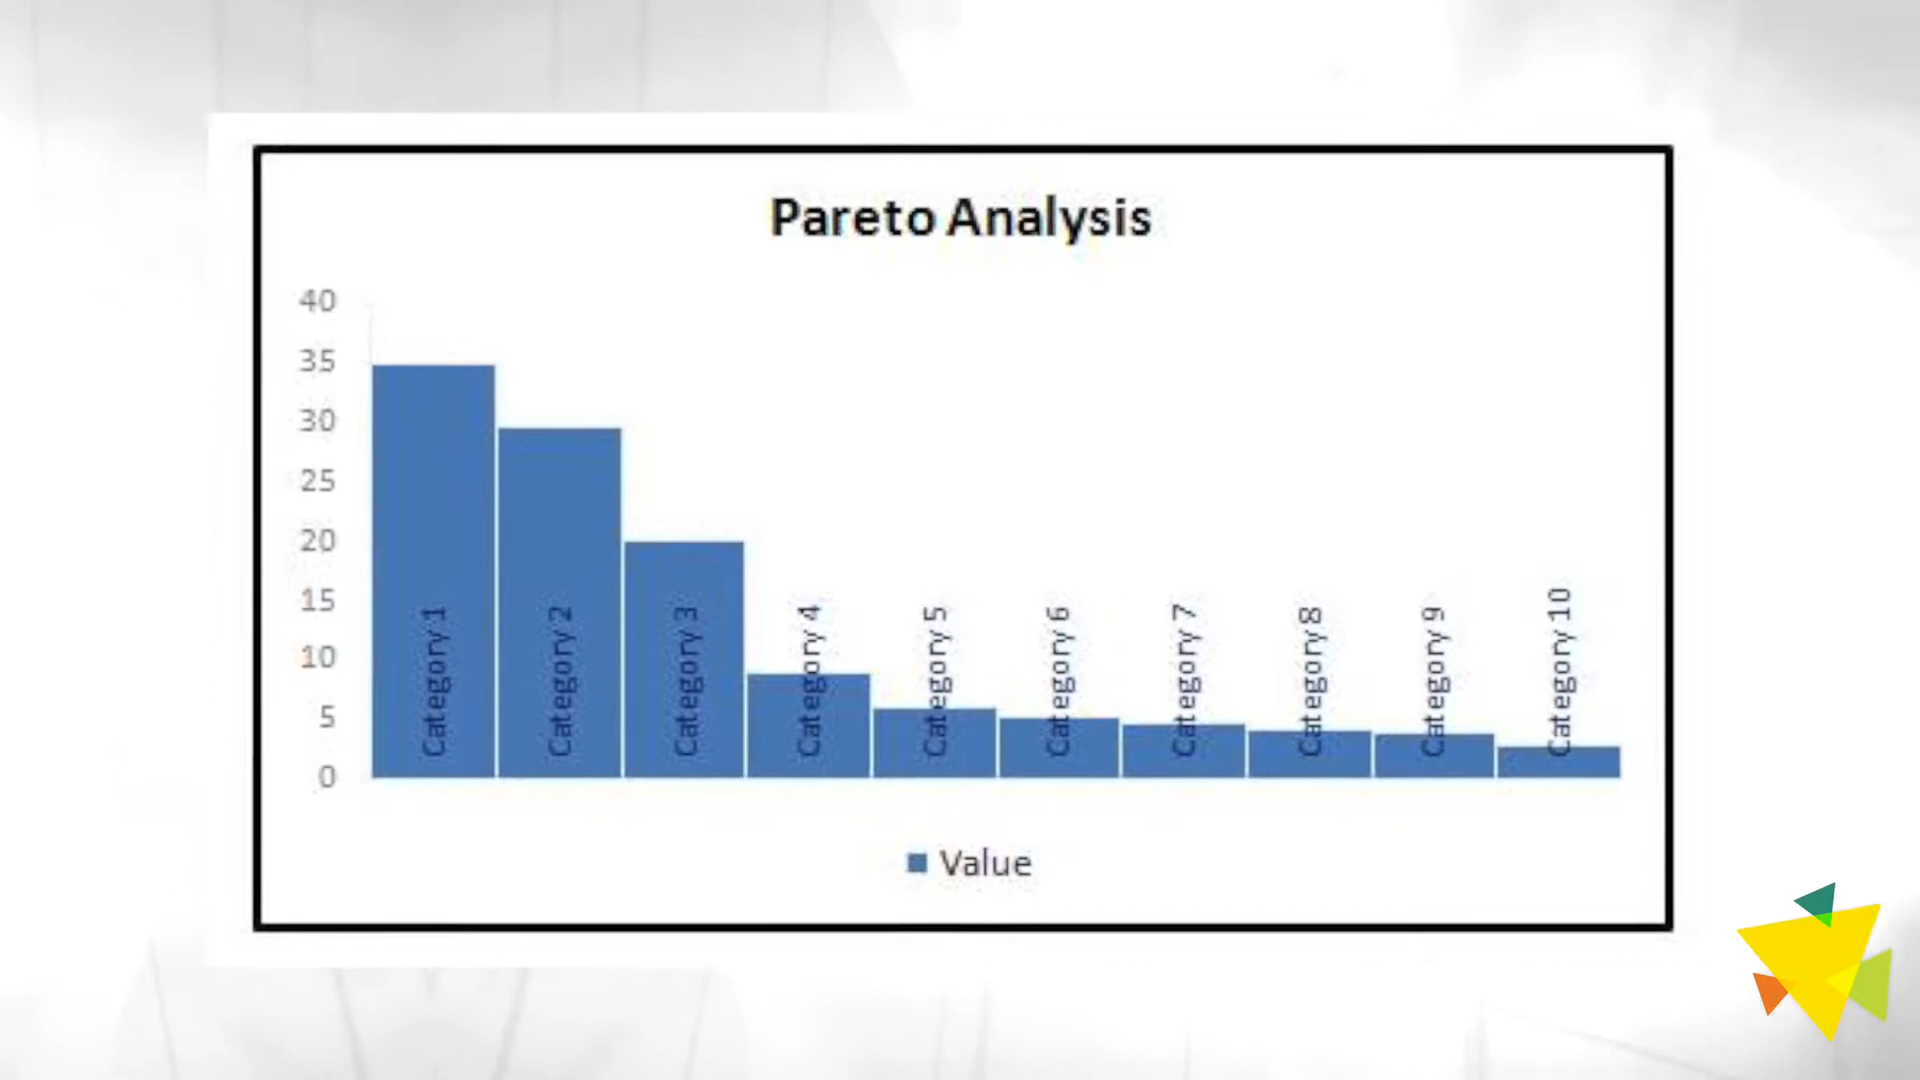 Pareto Analysis
40
35
30
25
20
15
10
5
0
Category 1
Category 2
Category 3
Category 4
Category 5
Category 6
Category 7
Category 8
Category 9
Category 10
Value